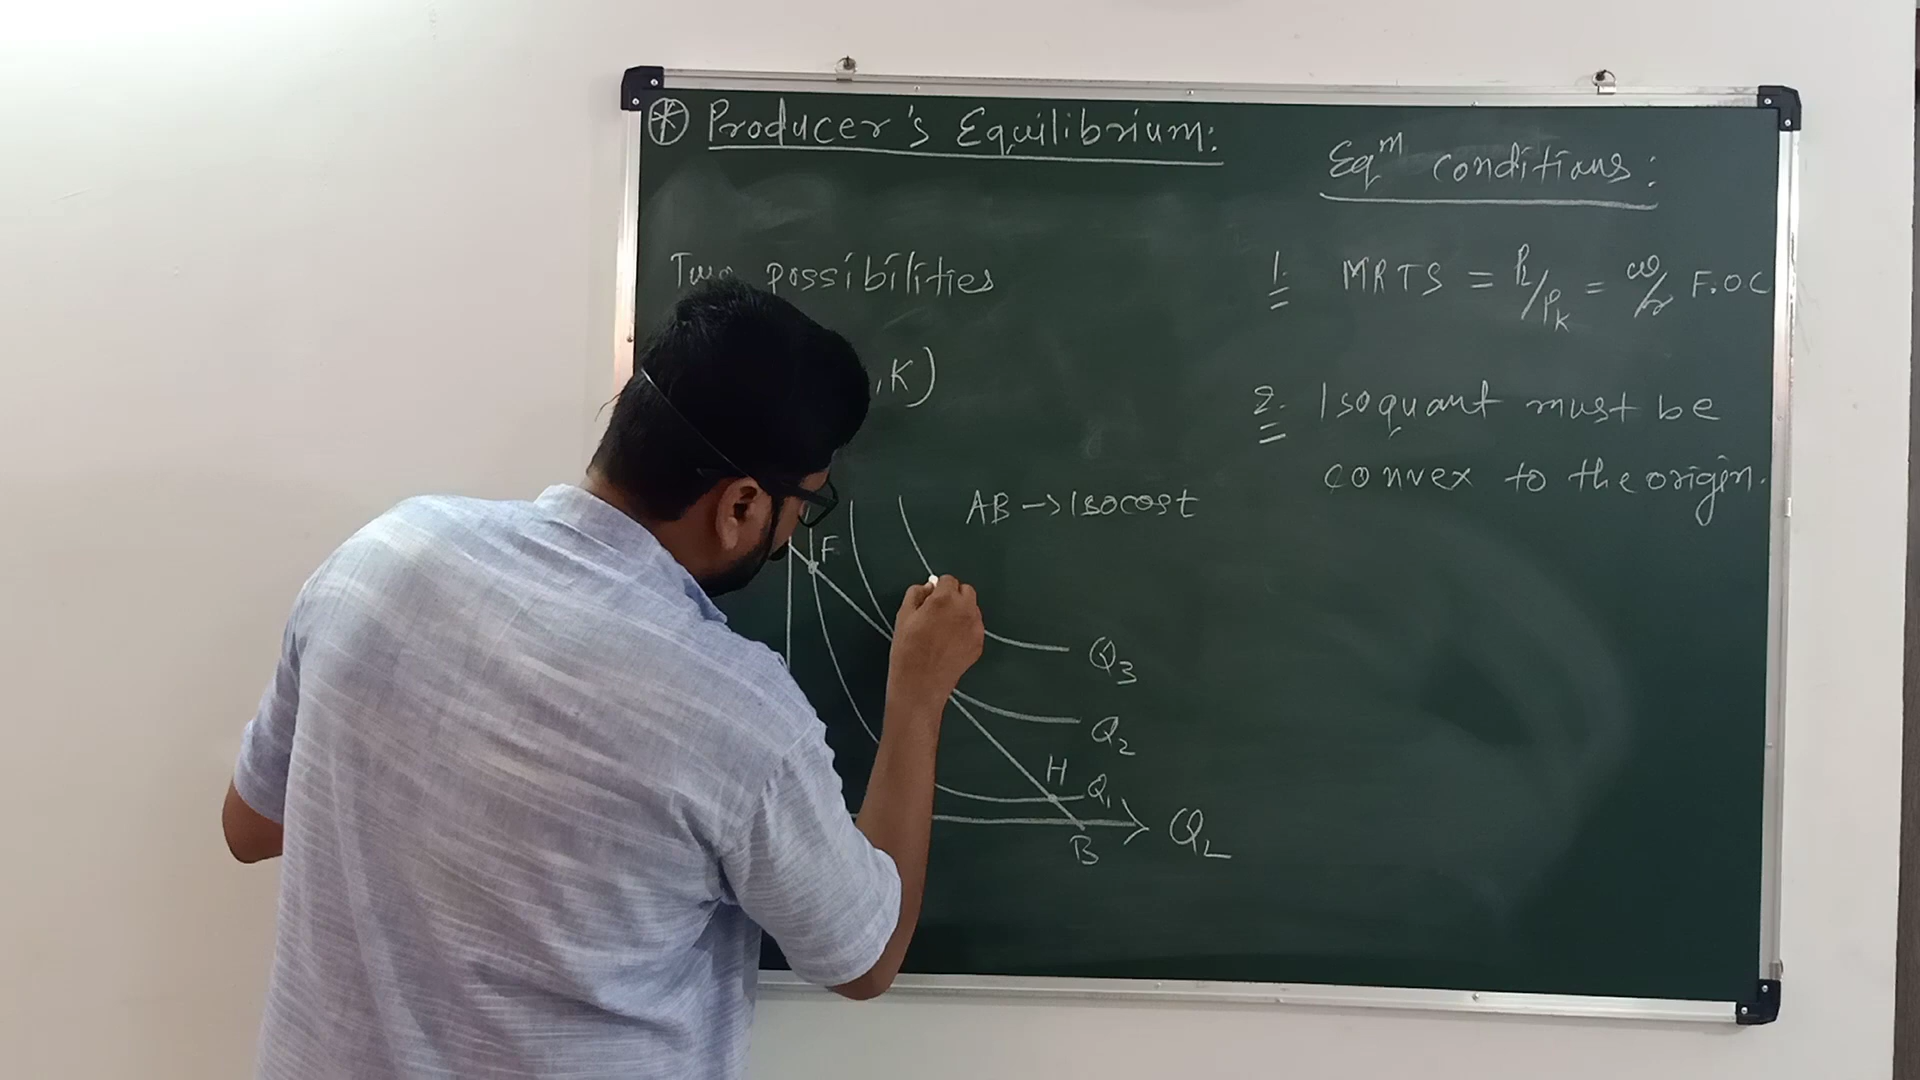 * Producer's Equilibrium:
Two possibilities
,K)
AB → Isocost
F
Q3
Q2
H
Q1
B
QL
Eqm conditions:
1. MRTS = PL/PK = w/r F.OC
2. Isoquant must be
convex to the origin.